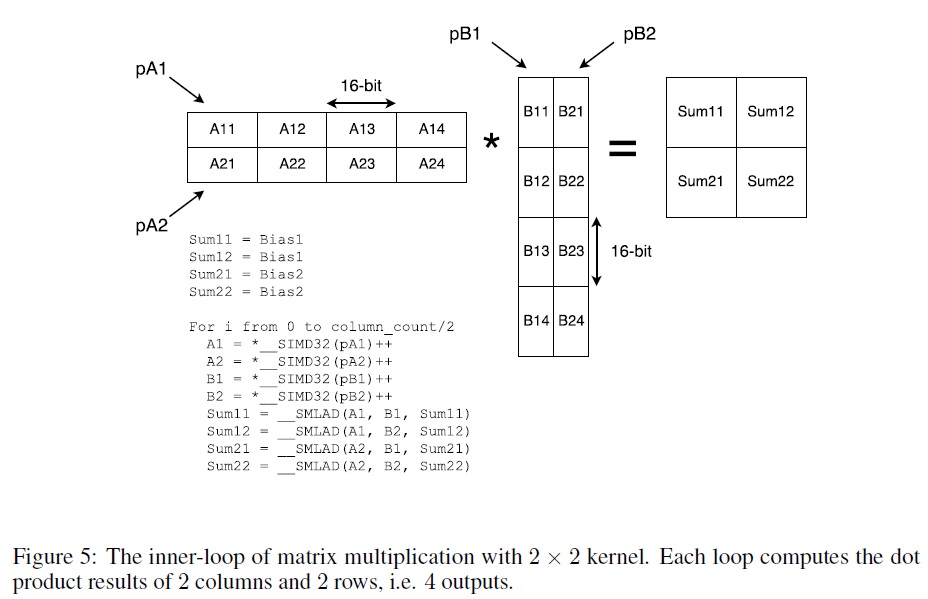 pB1 pB2
pA1
16-bit
A11 A12 A13 A14
A21 A22 A23 A24
*
B11 B21
B12 B22
B13 B23
B14 B24
=
Sum11 Sum12
Sum21 Sum22
16-bit
pA2
Sum11 = Bias1
Sum12 = Bias1
Sum21 = Bias2
Sum22 = Bias2
For i from 0 to column_count/2
A1 = *__SIMD32(pA1)++
A2 = *__SIMD32(pA2)++
B1 = *__SIMD32(pB1)++
B2 = *__SIMD32(pB2)++
Sum11 = __SMLAD(A1, B1, Sum11)
Sum12 = __SMLAD(A1, B2, Sum12)
Sum21 = __SMLAD(A2, B1, Sum21)
Sum22 = __SMLAD(A2, B2, Sum22)
Figure 5: The inner-loop of matrix multiplication with 2 × 2 kernel. Each loop computes the dot
product results of 2 columns and 2 rows, i.e. 4 outputs.